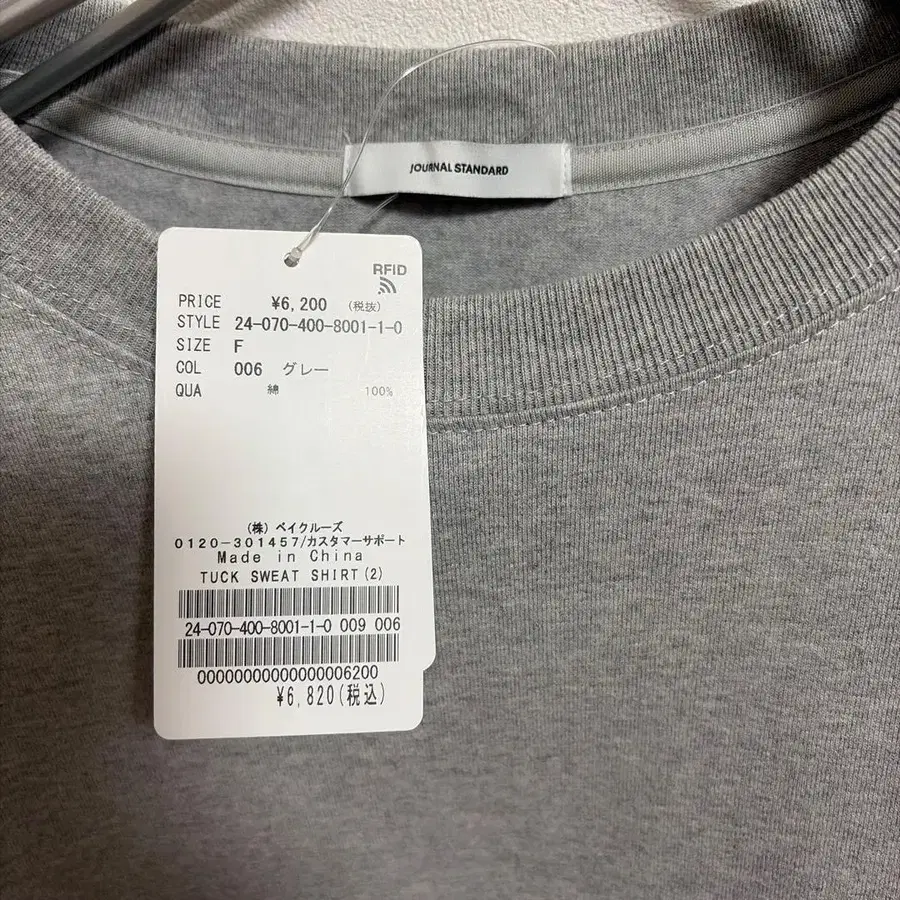 JOURNAL STANDARD
RFID
PRICE ¥6,200 (税抜)
STYLE 24-070-400-8001-1-0
SIZE F
COL 006 グレー
QUA 綿 100%
(株) ベイクルーズ
0120-301457/カスタマーサポート
Made in China
TUCK SWEAT SHIRT(2)
24-070-400-8001-1-0 009 006
00000000000000006200
¥6,820(税込)